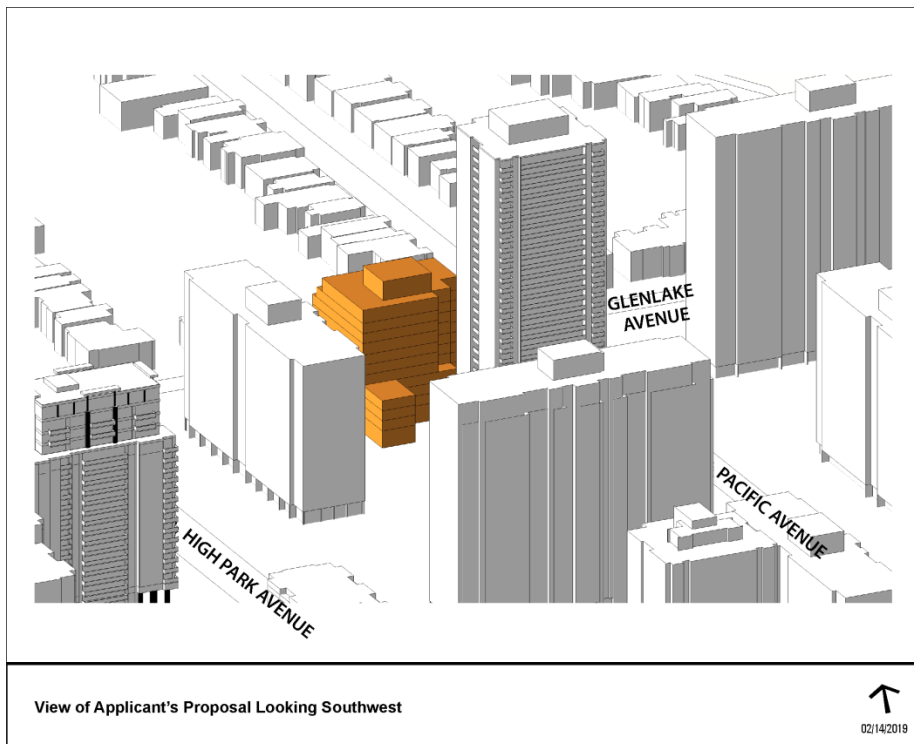 GLENLAKE
AVENUE
PACIFIC AVENUE
HIGH PARK AVENUE
View of Applicant's Proposal Looking Southwest
02/14/2019